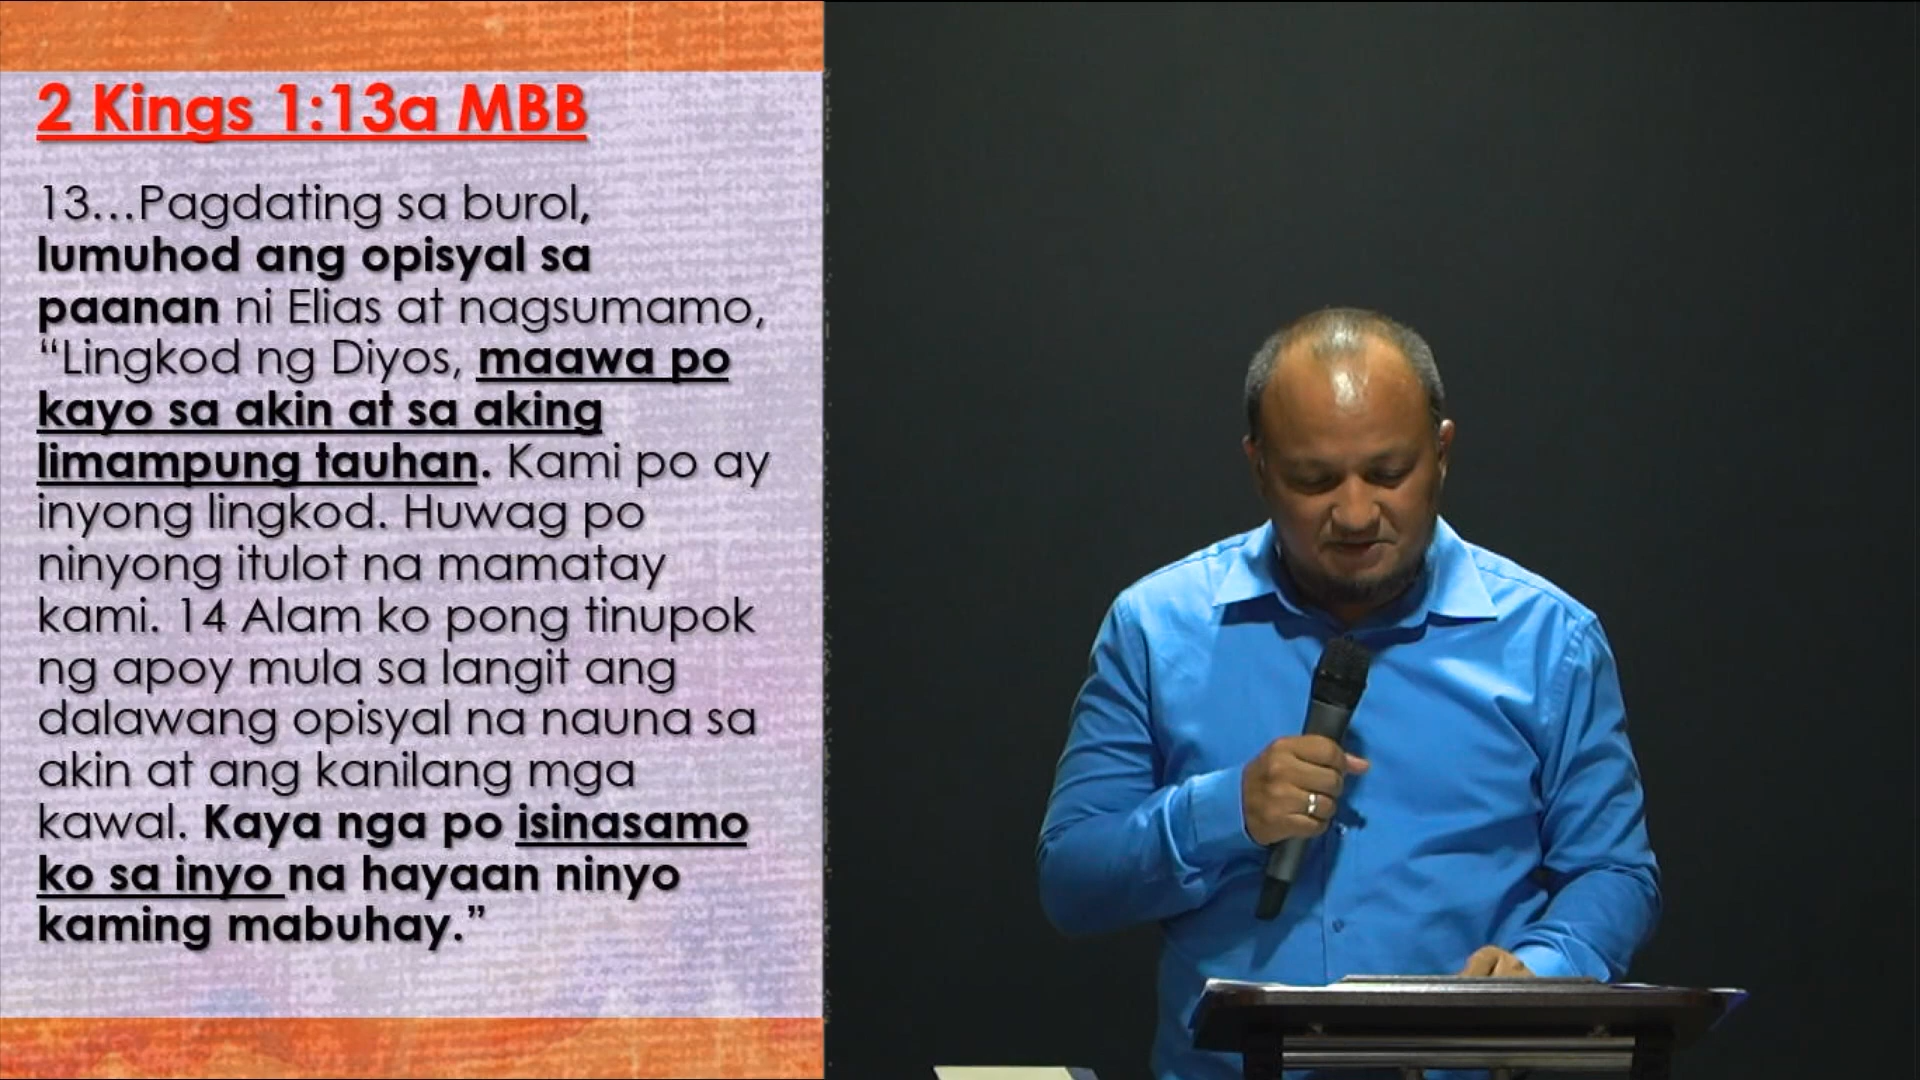 2 Kings 1:13a MBB
13…Pagdating sa burol,
lumuhod ang opisyal sa
paanan ni Elias at nagsumamo,
“Lingkod ng Diyos, maawa po
kayo sa akin at sa aking
limampung tauhan. Kami po ay
inyong lingkod. Huwag po
ninyong itulot na mamatay
kami. 14 Alam ko pong tinupok
ng apoy mula sa langit ang
dalawang opisyal na nauna sa
akin at ang kanilang mga
kawal. Kaya nga po isinasamo
ko sa inyo na hayaan ninyo
kaming mabuhay.”